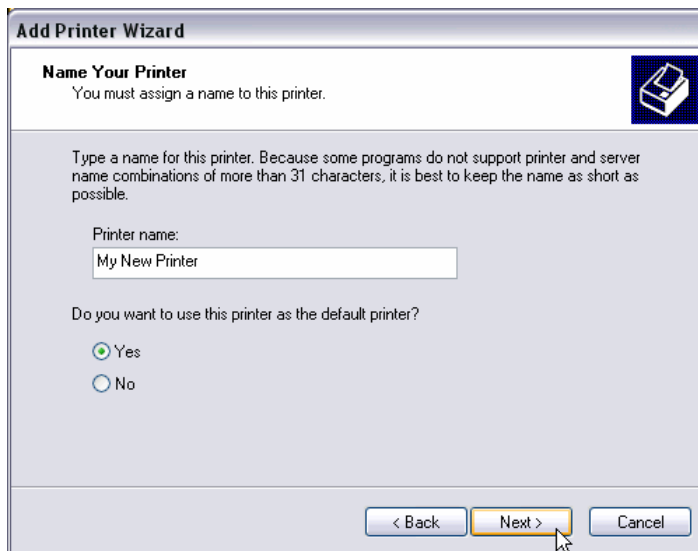 Add Printer Wizard
Name Your Printer
You must assign a name to this printer.
Type a name for this printer. Because some programs do not support printer and server
name combinations of more than 31 characters, it is best to keep the name as short as
possible.
Printer name:
My New Printer
Do you want to use this printer as the default printer?
Yes
No
< Back
Next >
Cancel